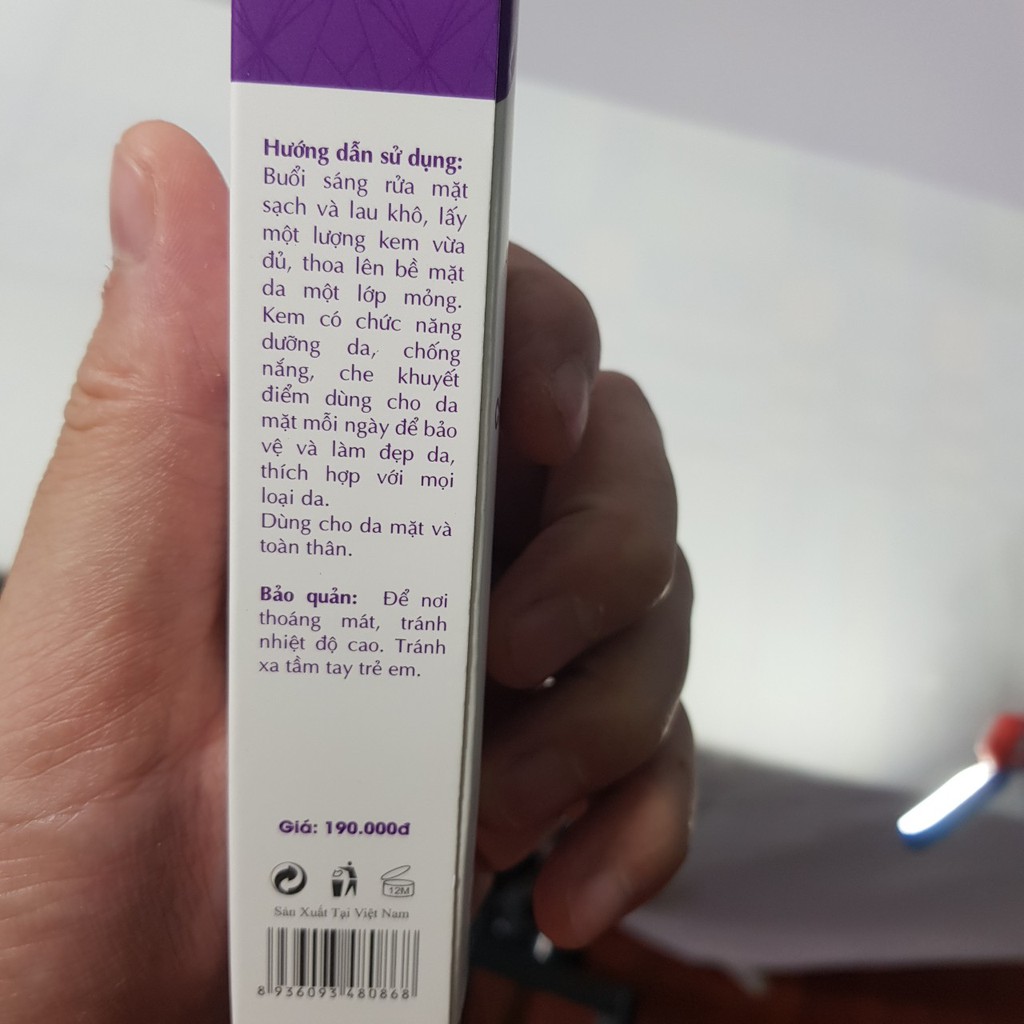 Hướng dẫn sử dụng:
Buổi sáng rửa mặt
sạch và lau khô, lấy
một lượng kem vừa
đủ, thoa lên bề mặt
da một lớp mỏng.
Kem có chức năng
dưỡng da, chống
nắng, che khuyết
điểm dùng cho da
mặt mỗi ngày để bảo
vệ và làm đẹp da,
thích hợp với mọi
loại da.
Dùng cho da mặt và
toàn thân.
Bảo quản: Để nơi
thoáng mát, tránh
nhiệt độ cao. Tránh
xa tầm tay trẻ em.
Giá: 190.000đ
12M
Sản Xuất Tại Việt Nam
8 936093 480868